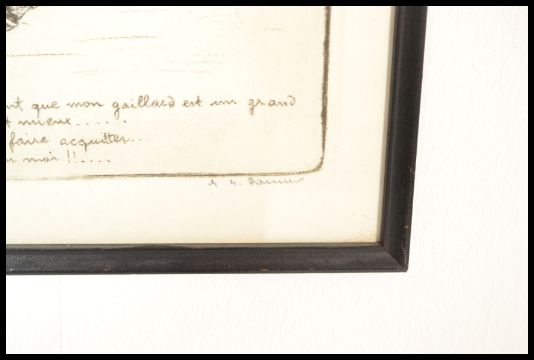 nt que mon gaillard est un grand
t mieux......
faire acquitter...
moi !!....